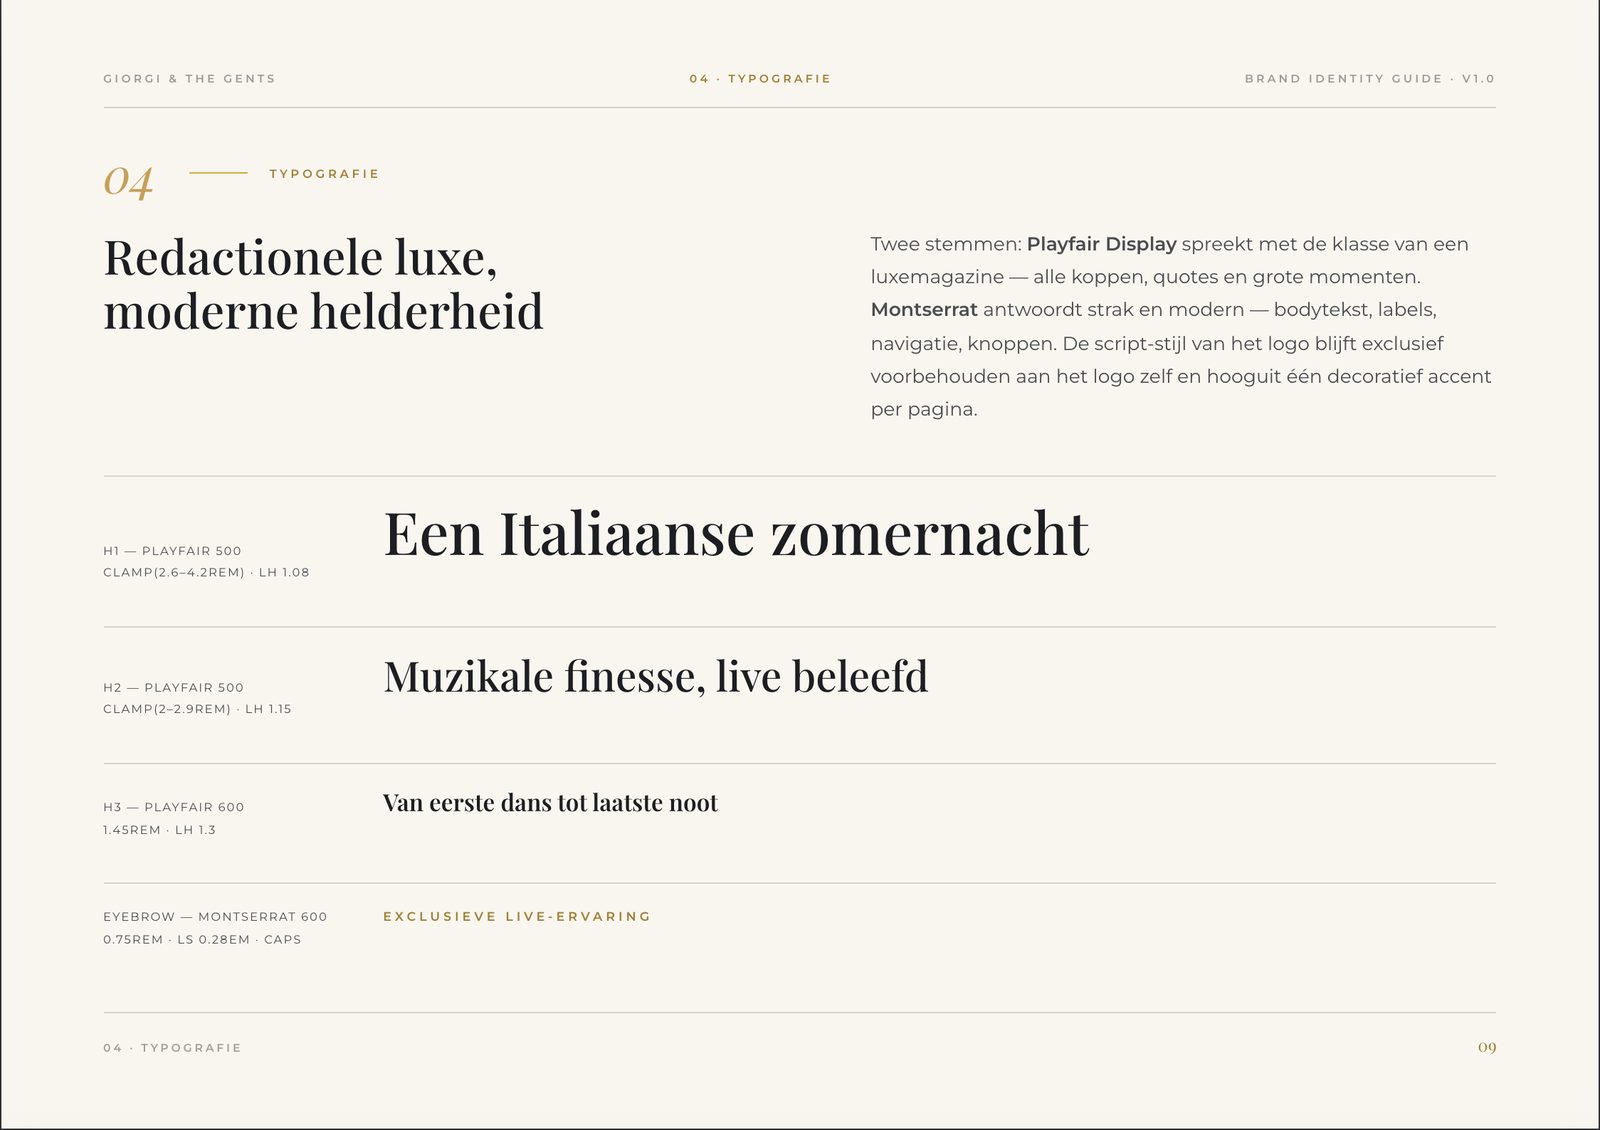 GIORGI & THE GENTS
04 · TYPOGRAFIE
BRAND IDENTITY GUIDE · V1.0
04
TYPOGRAFIE
Redactionele luxe,
moderne helderheid
Twee stemmen: Playfair Display spreekt met de klasse van een
luxemagazine — alle koppen, quotes en grote momenten.
Montserrat antwoordt strak en modern — bodytekst, labels,
navigatie, knoppen. De script-stijl van het logo blijft exclusief
voorbehouden aan het logo zelf en hooguit één decoratief accent
per pagina.
H1 — PLAYFAIR 500
CLAMP(2.6–4.2REM) · LH 1.08
Een Italiaanse zomernacht
H2 — PLAYFAIR 500
CLAMP(2–2.9REM) · LH 1.15
Muzikale finesse, live beleefd
H3 — PLAYFAIR 600
1.45REM · LH 1.3
Van eerste dans tot laatste noot
EYEBROW — MONTSERRAT 600
0.75REM · LS 0.28EM · CAPS
EXCLUSIEVE LIVE-ERVARING
04 · TYPOGRAFIE
09